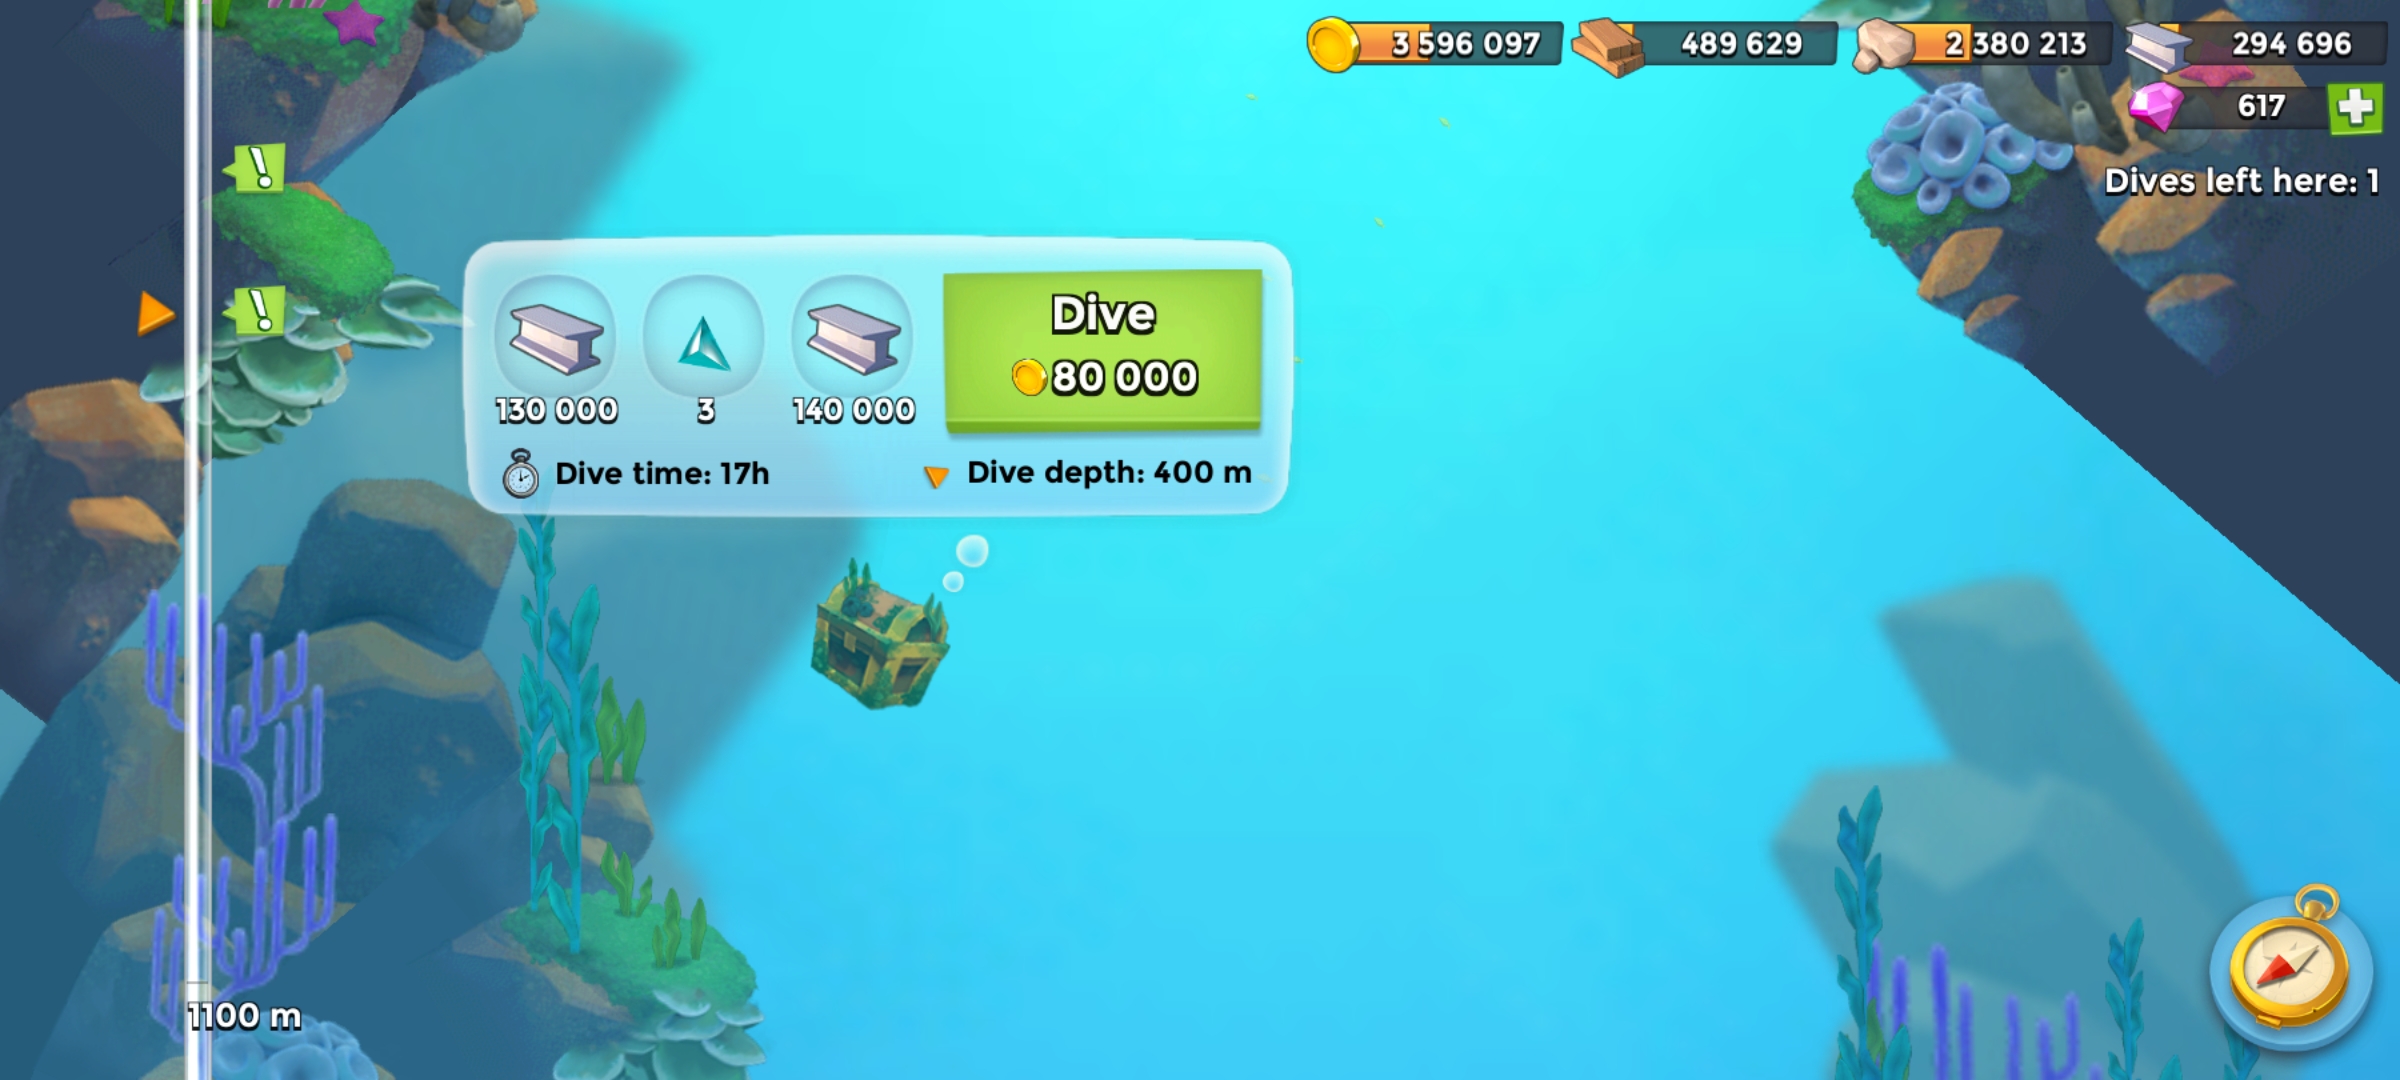 3 596 097
489 629
2 380 213
294 696
617
Dives left here: 1
!
!
130 000
3
140 000
Dive
80 000
Dive time: 17h
Dive depth: 400 m
1100 m